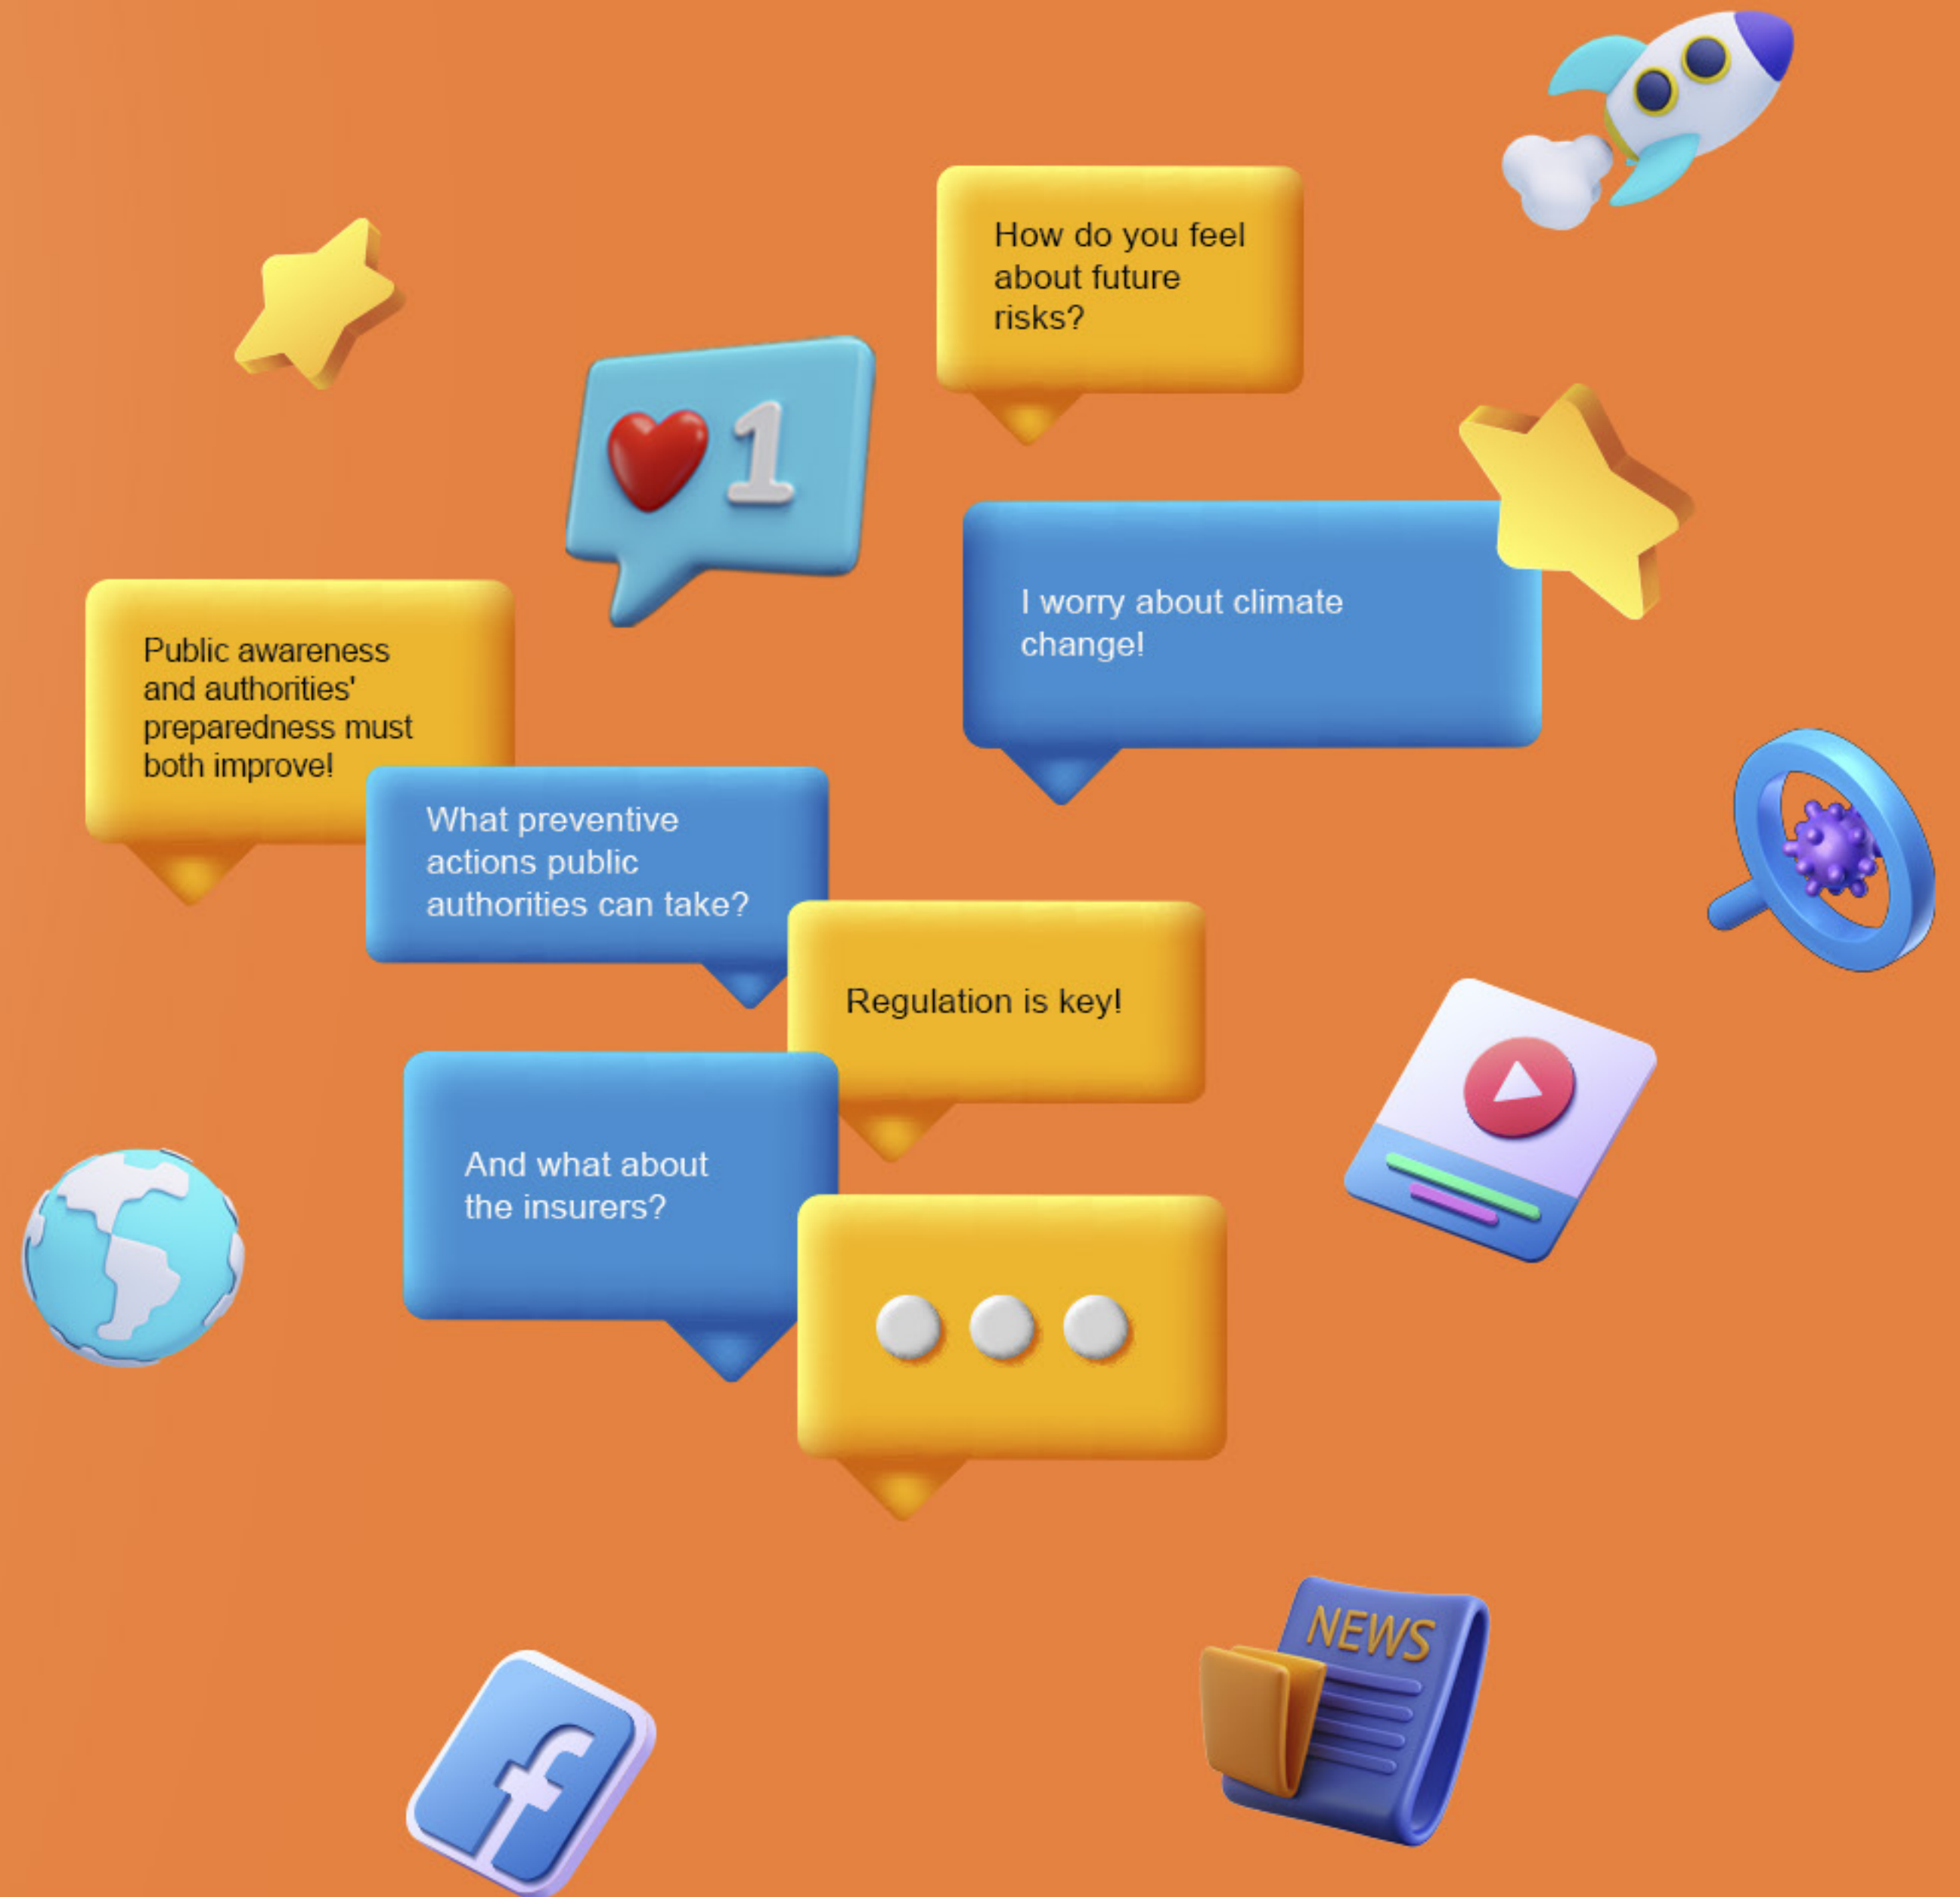 How do you feel
about future
risks?
1
I worry about climate
change!
Public awareness
and authorities'
preparedness must
both improve!
What preventive
actions public
authorities can take?
Regulation is key!
And what about
the insurers?
NEWS
f